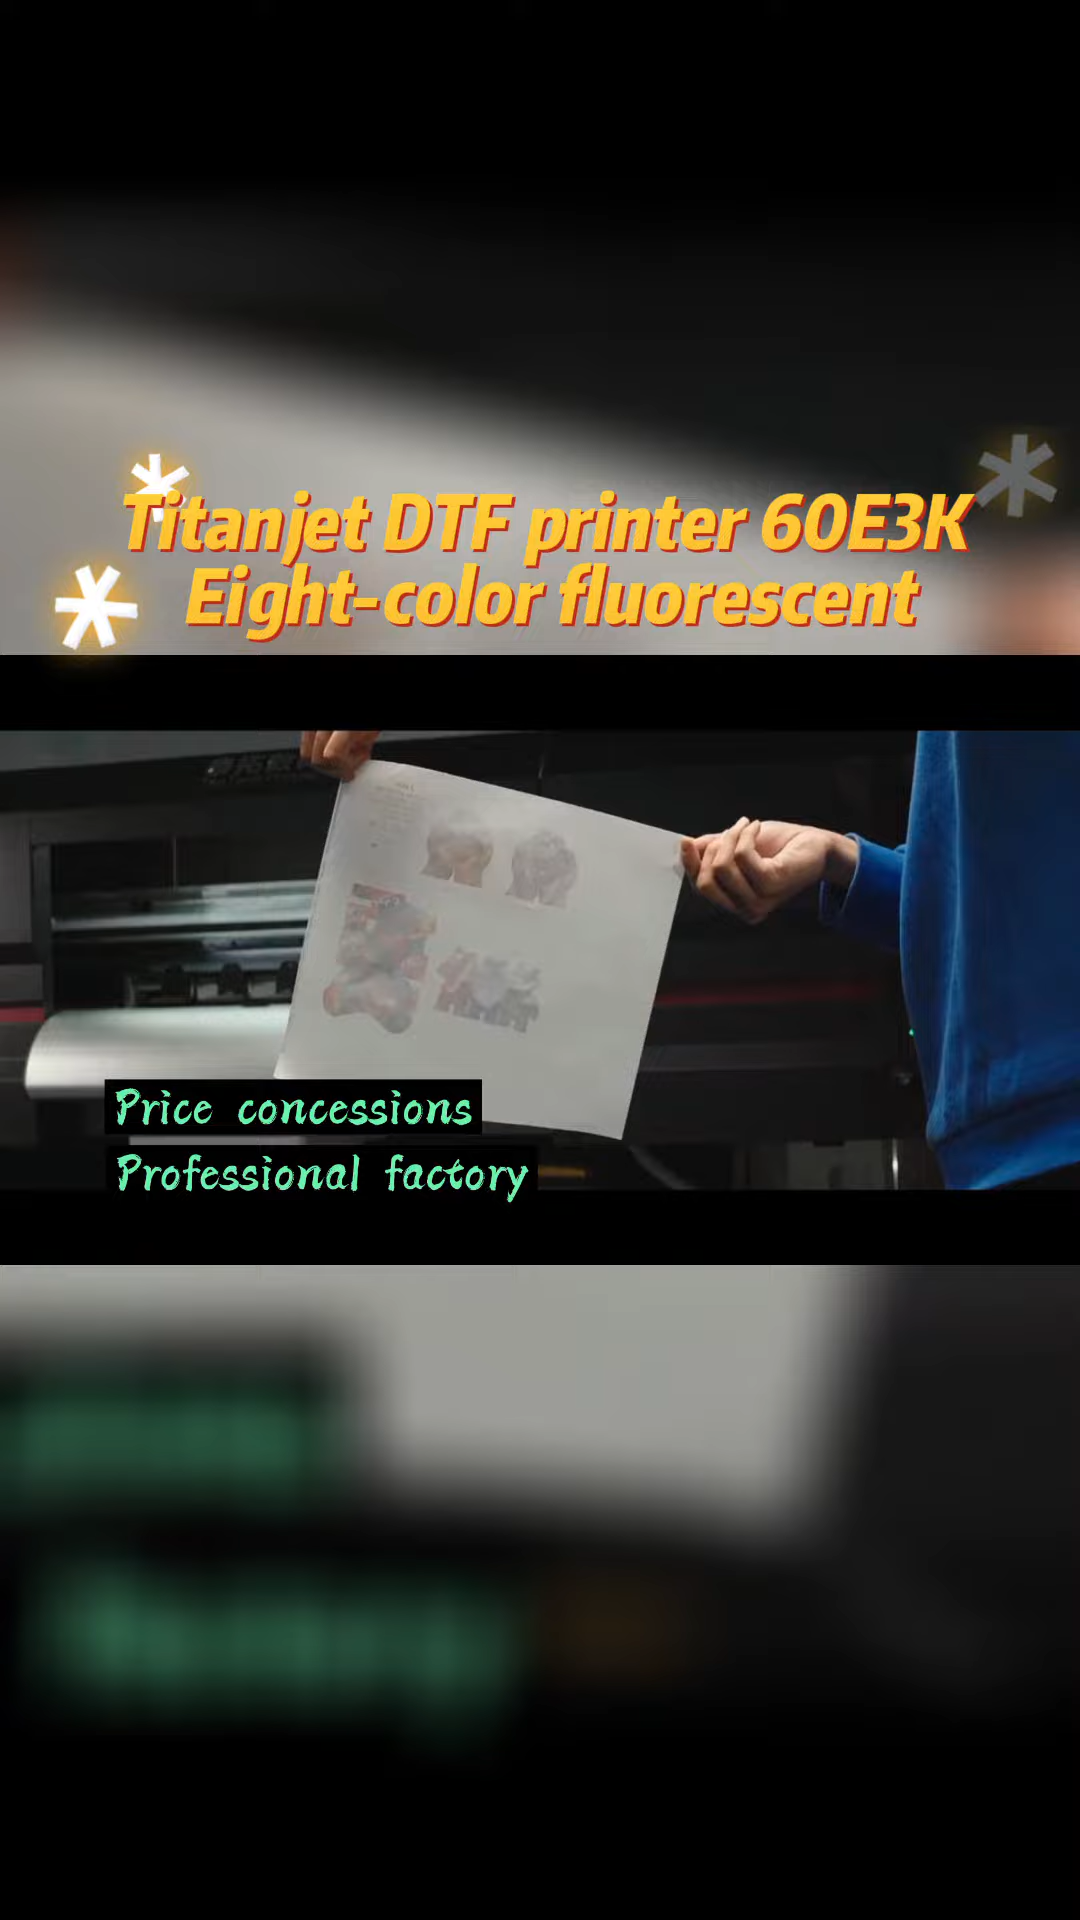 Titanjet DTF printer 60E3K
Eight-color fluorescent
Price concessions
Professional factory